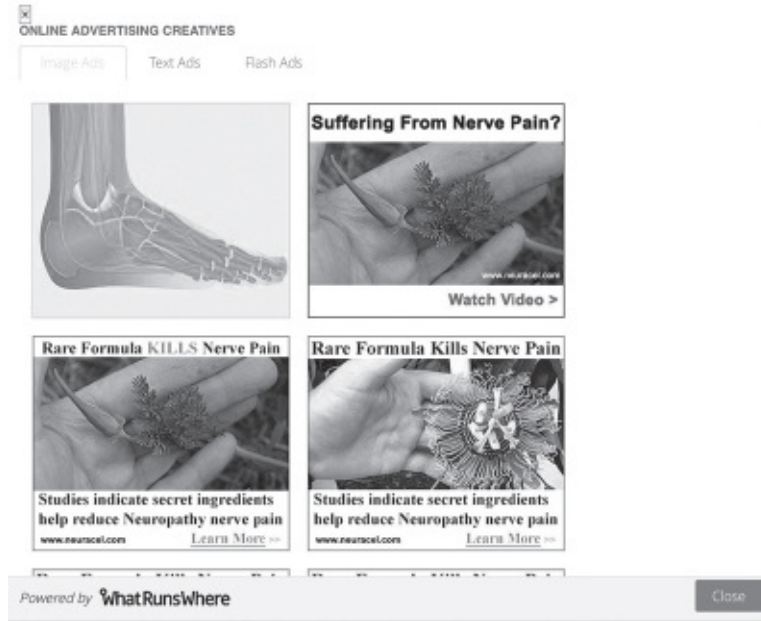 ONLINE ADVERTISING CREATIVES
Image Ads Text Ads Flash Ads
Suffering From Nerve Pain?
www.neuracel.com
Watch Video >
Rare Formula KILLS Nerve Pain
Studies indicate secret ingredients
help reduce Neuropathy nerve pain
www.neuracel.com Learn More >>
Rare Formula Kills Nerve Pain
Studies indicate secret ingredients
help reduce Neuropathy nerve pain
www.neuracel.com Learn More >>
Powered by WhatRunsWhere
Close